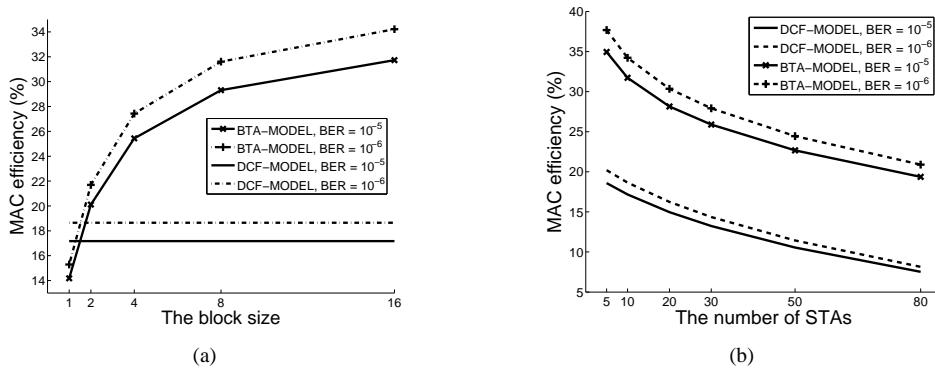 MAC efficiency (%)
34
32
30
28
26
24
22
20
18
16
14
1 2 4 8 16
The block size
BTA−MODEL, BER = 10⁻⁵
BTA−MODEL, BER = 10⁻⁶
DCF−MODEL, BER = 10⁻⁵
DCF−MODEL, BER = 10⁻⁶
(a)
MAC efficiency (%)
40
35
30
25
20
15
10
5
5 10 20 30 50 80
The number of STAs
DCF−MODEL, BER = 10⁻⁵
DCF−MODEL, BER = 10⁻⁶
BTA−MODEL, BER = 10⁻⁵
BTA−MODEL, BER = 10⁻⁶
(b)